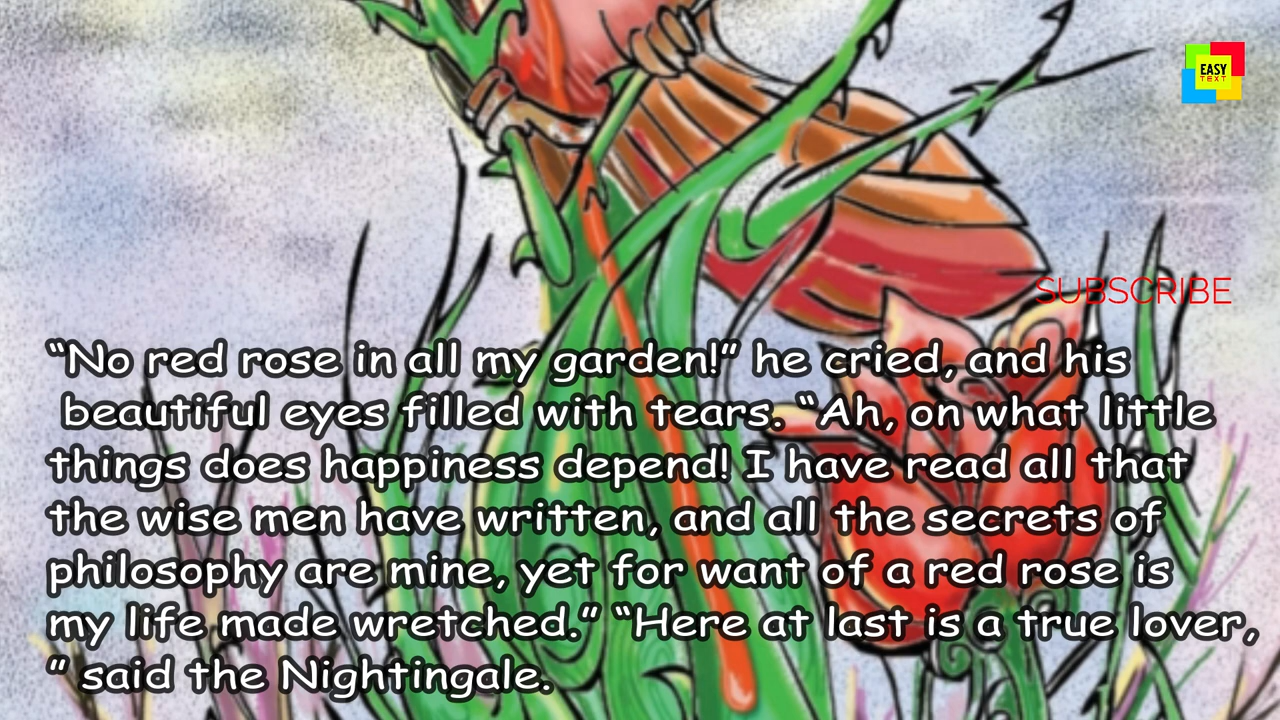 EASY
TEXT
SUBSCRIBE
“No red rose in all my garden!” he cried, and his
beautiful eyes filled with tears. “Ah, on what little
things does happiness depend! I have read all that
the wise men have written, and all the secrets of
philosophy are mine, yet for want of a red rose is
my life made wretched.” “Here at last is a true lover,
” said the Nightingale.